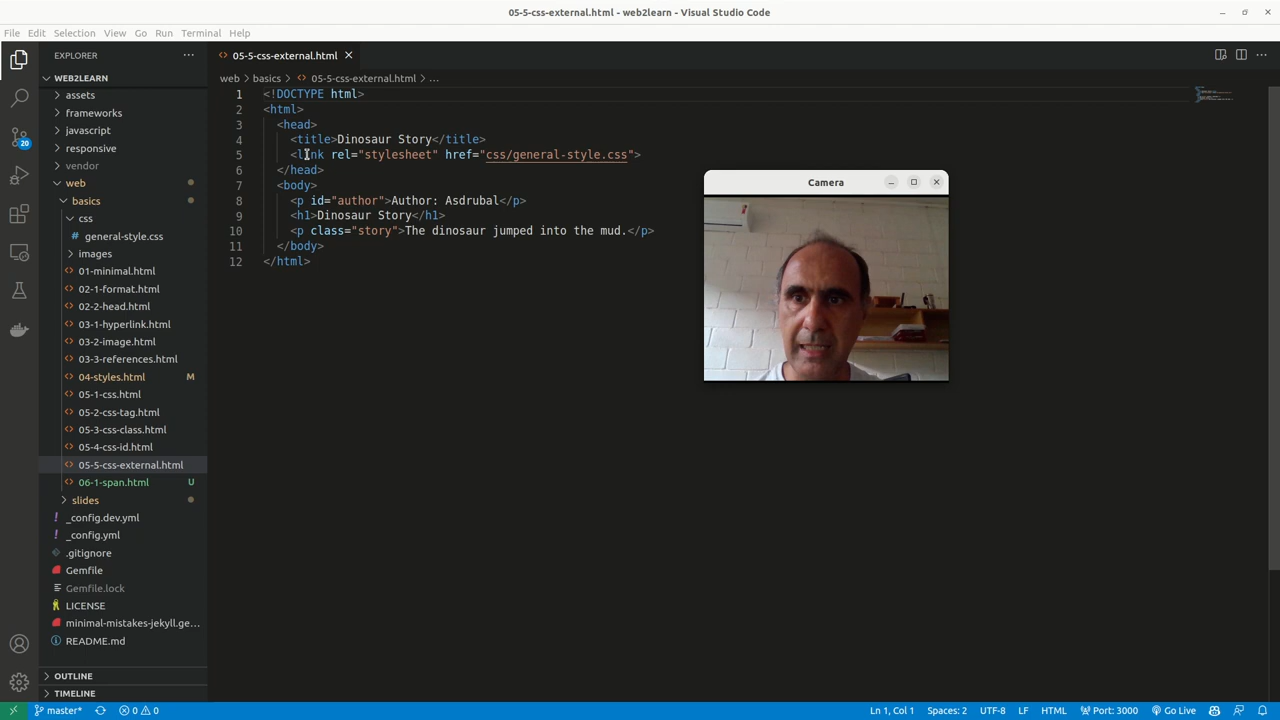 05-5-css-external.html - web2learn - Visual Studio Code
File Edit Selection View Go Run Terminal Help
EXPLORER
05-5-css-external.html
WEB2LEARN
web basics 05-5-css-external.html ...
assets
frameworks
javascript
responsive
vendor
web
basics
css
# general-style.css
images
01-minimal.html
02-1-format.html
02-2-head.html
03-1-hyperlink.html
03-2-image.html
03-3-references.html
04-styles.html M
05-1-css.html
05-2-css-tag.html
05-3-css-class.html
05-4-css-id.html
05-5-css-external.html
06-1-span.html U
slides
! _config.dev.yml
! _config.yml
.gitignore
Gemfile
Gemfile.lock
LICENSE
minimal-mistakes-jekyll.ge...
README.md
OUTLINE
TIMELINE
20
1 <!DOCTYPE html>
2 <html>
3 <head>
4 <title>Dinosaur Story</title>
5 <link rel="stylesheet" href="css/general-style.css">
6 </head>
7 <body>
8 <p id="author">Author: Asdrubal</p>
9 <h1>Dinosaur Story</h1>
10 <p class="story">The dinosaur jumped into the mud.</p>
11 </body>
12 </html>
Camera
master* 0 0 Ln 1, Col 1 Spaces: 2 UTF-8 LF HTML Port: 3000 Go Live